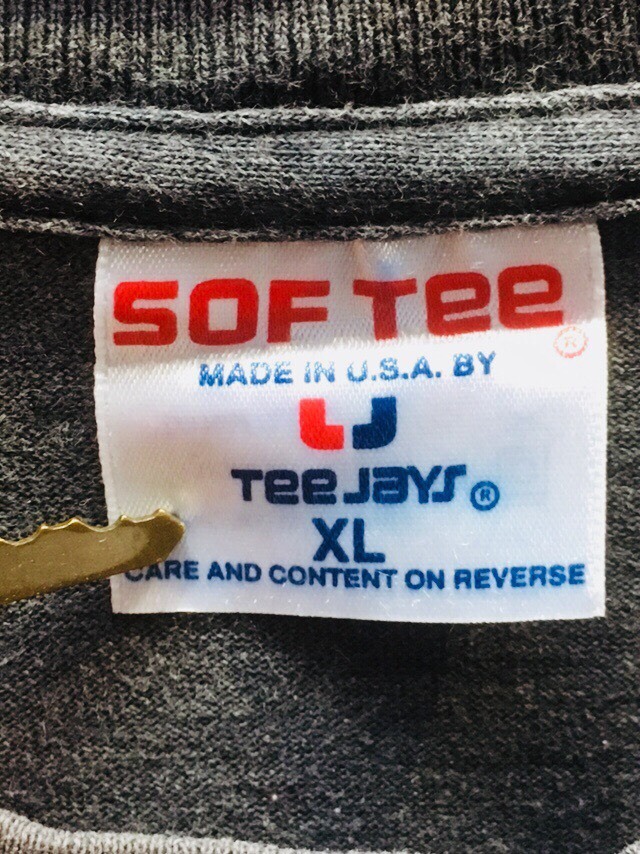 SOF Tee ®
MADE IN U.S.A. BY
Tee Jays ®
XL
CARE AND CONTENT ON REVERSE